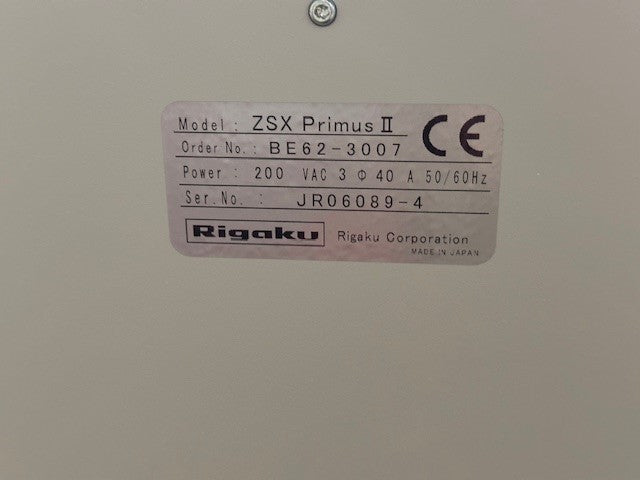 Model : ZSX Primus II CE
Order No. : BE62-3007
Power : 200 VAC 3 Φ 40 A 50/60Hz
Ser.No. : JR06089-4
Rigaku Rigaku Corporation
MADE IN JAPAN